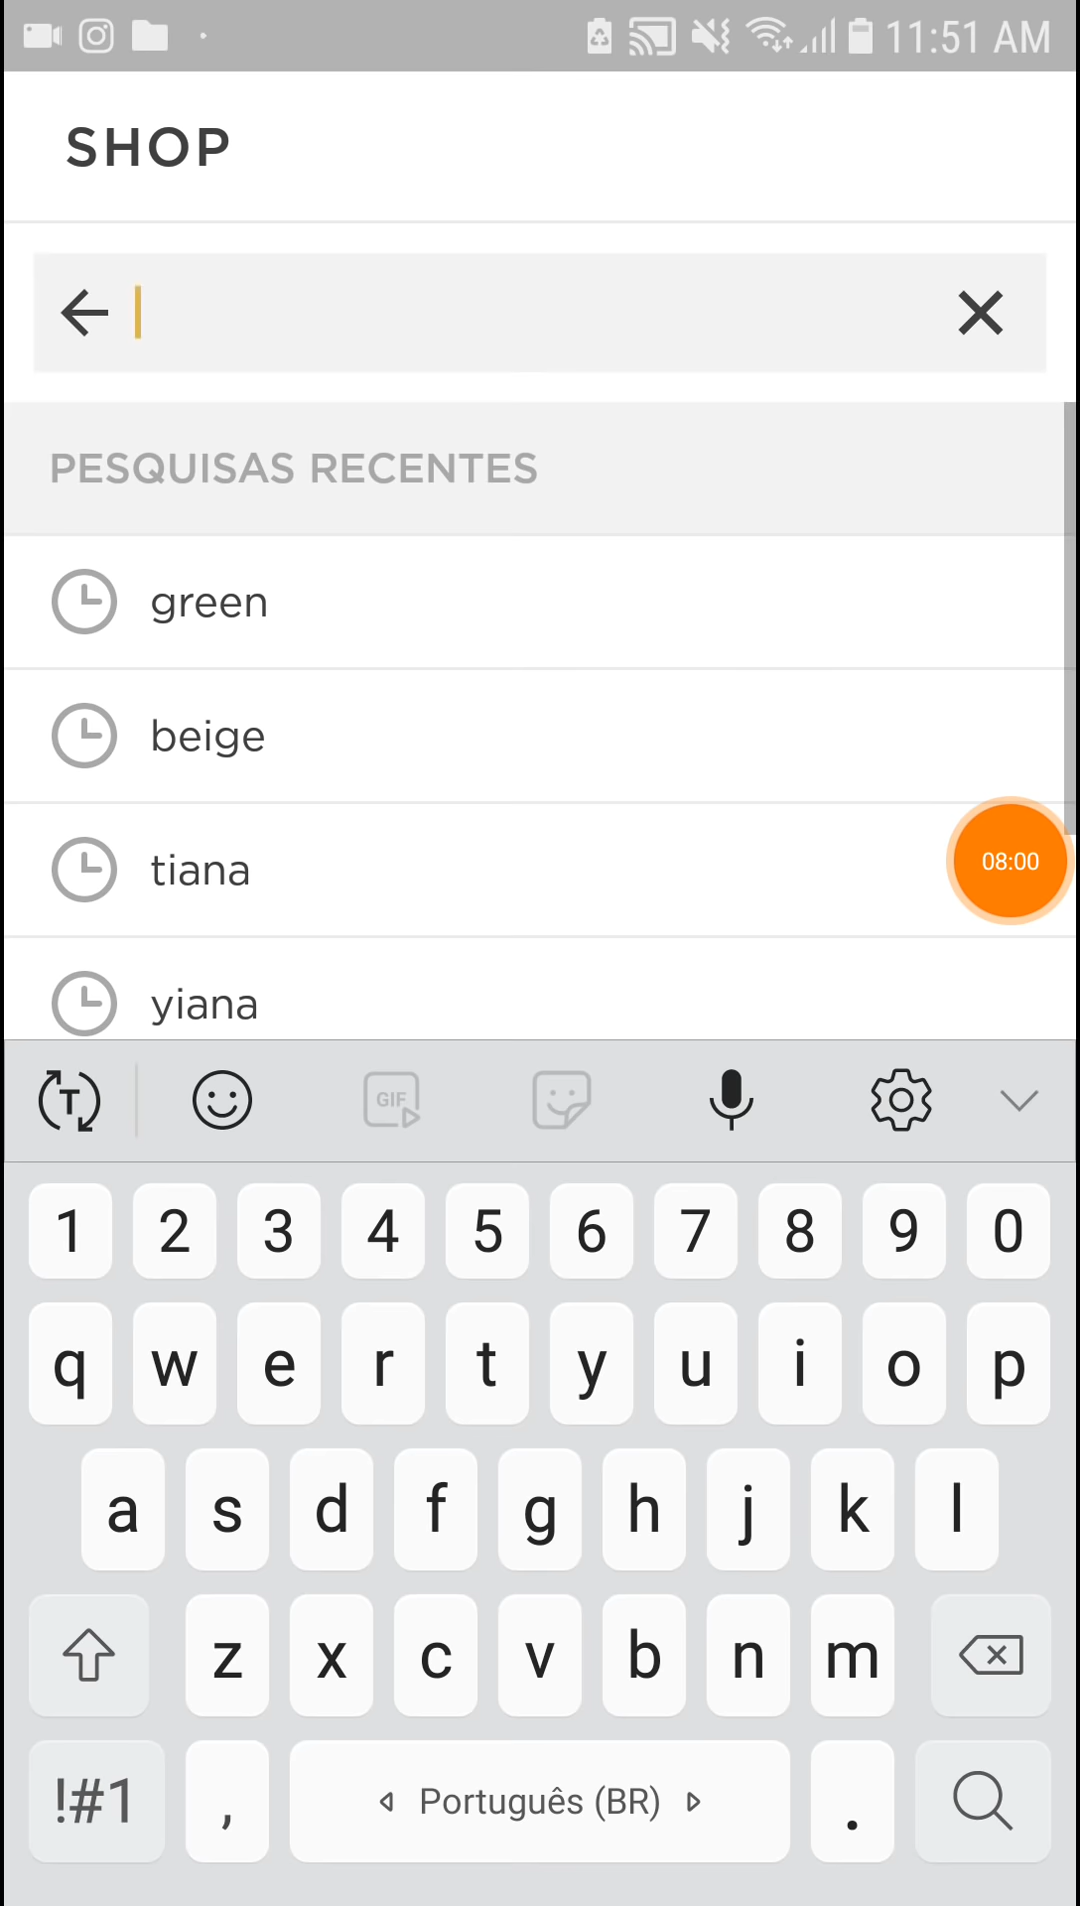 11:51 AM
SHOP
PESQUISAS RECENTES
green
beige
tiana
08:00
yiana
T
GIF
1 2 3 4 5 6 7 8 9 0
q w e r t y u i o p
a s d f g h j k l
z x c v b n m
!#1 , Português (BR) .